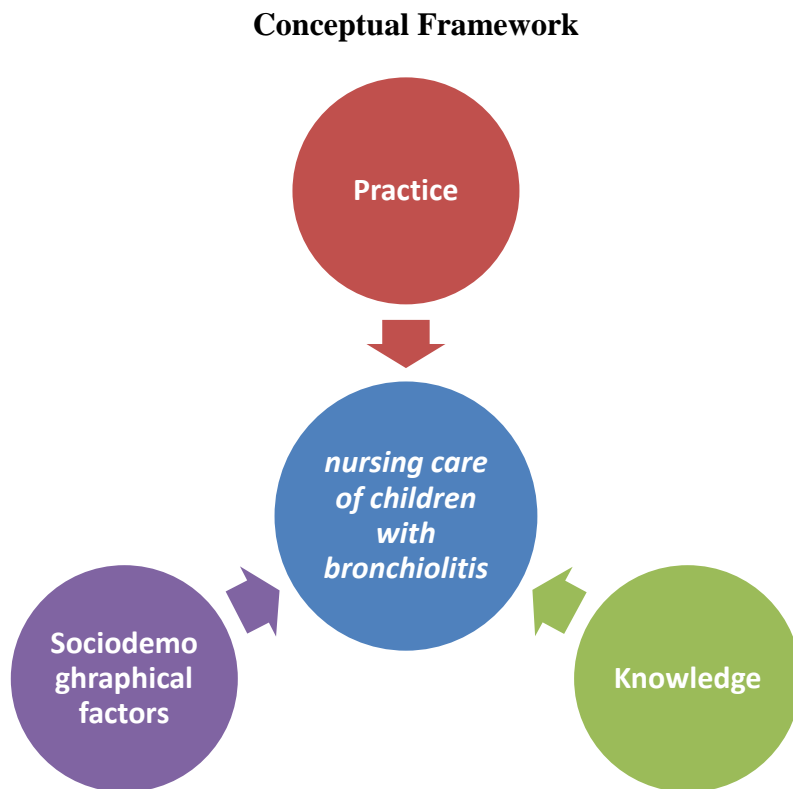 Conceptual Framework
Practice
nursing care
of children
with
bronchiolitis
Sociodemo
ghraphical
factors
Knowledge